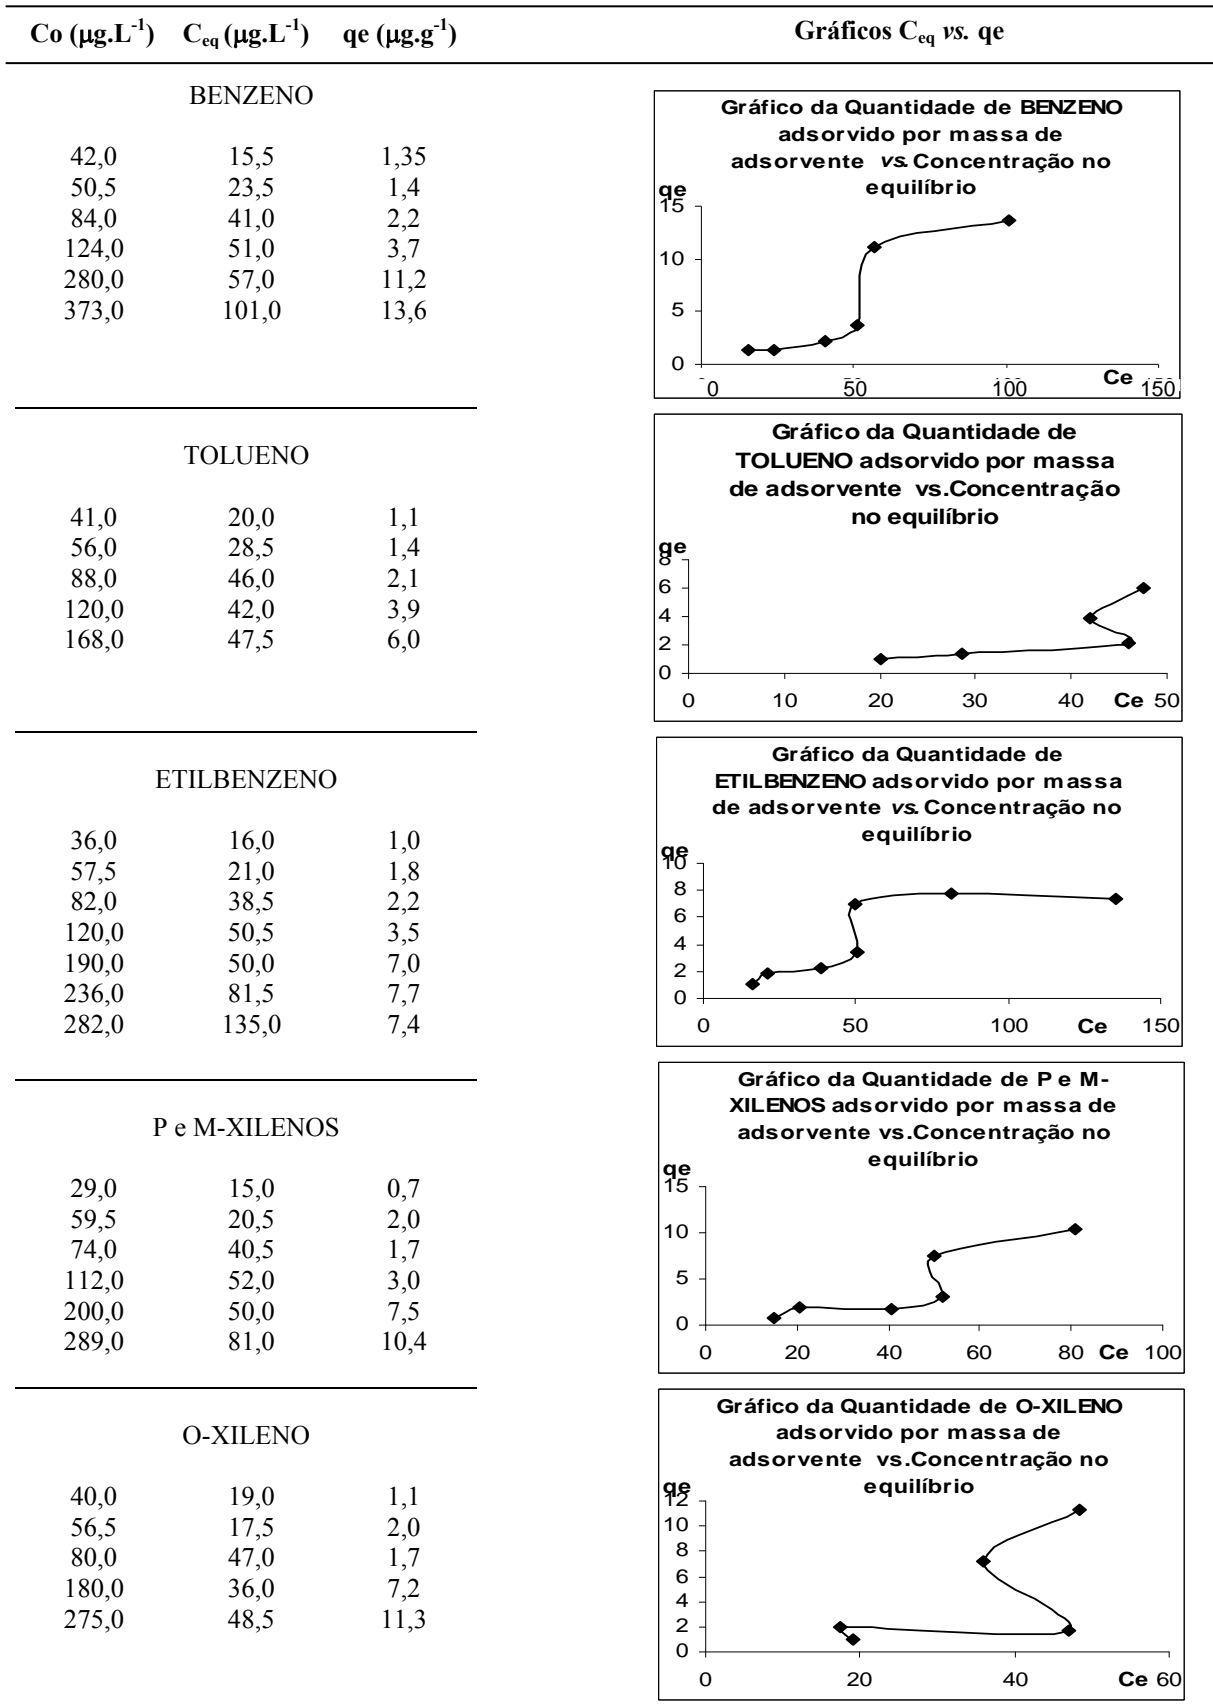 Co (µg.L⁻¹) Ceq (µg.L⁻¹) qe (µg.g⁻¹) Gráficos Ceq vs. qe
BENZENO
42,0 15,5 1,35
50,5 23,5 1,4
84,0 41,0 2,2
124,0 51,0 3,7
280,0 57,0 11,2
373,0 101,0 13,6
Gráfico da Quantidade de BENZENO
adsorvido por massa de
adsorvente vs.Concentração no
equilíbrio
qe
15
10
5
0
0 50 100 Ce 150
TOLUENO
41,0 20,0 1,1
56,0 28,5 1,4
88,0 46,0 2,1
120,0 42,0 3,9
168,0 47,5 6,0
Gráfico da Quantidade de
TOLUENO adsorvido por massa
de adsorvente vs.Concentração
no equilíbrio
qe
8
6
4
2
0
0 10 20 30 40 Ce 50
ETILBENZENO
36,0 16,0 1,0
57,5 21,0 1,8
82,0 38,5 2,2
120,0 50,5 3,5
190,0 50,0 7,0
236,0 81,5 7,7
282,0 135,0 7,4
Gráfico da Quantidade de
ETILBENZENO adsorvido por massa
de adsorvente vs.Concentração no
equilíbrio
qe
10
8
6
4
2
0
0 50 100 Ce 150
P e M-XILENOS
29,0 15,0 0,7
59,5 20,5 2,0
74,0 40,5 1,7
112,0 52,0 3,0
200,0 50,0 7,5
289,0 81,0 10,4
Gráfico da Quantidade de P e M-
XILENOS adsorvido por massa de
adsorvente vs.Concentração no
equilíbrio
qe
15
10
5
0
0 20 40 60 80 Ce 100
O-XILENO
40,0 19,0 1,1
56,5 17,5 2,0
80,0 47,0 1,7
180,0 36,0 7,2
275,0 48,5 11,3
Gráfico da Quantidade de O-XILENO
adsorvido por massa de
adsorvente vs.Concentração no
equilíbrio
qe
12
10
8
6
4
2
0
0 20 40 Ce 60